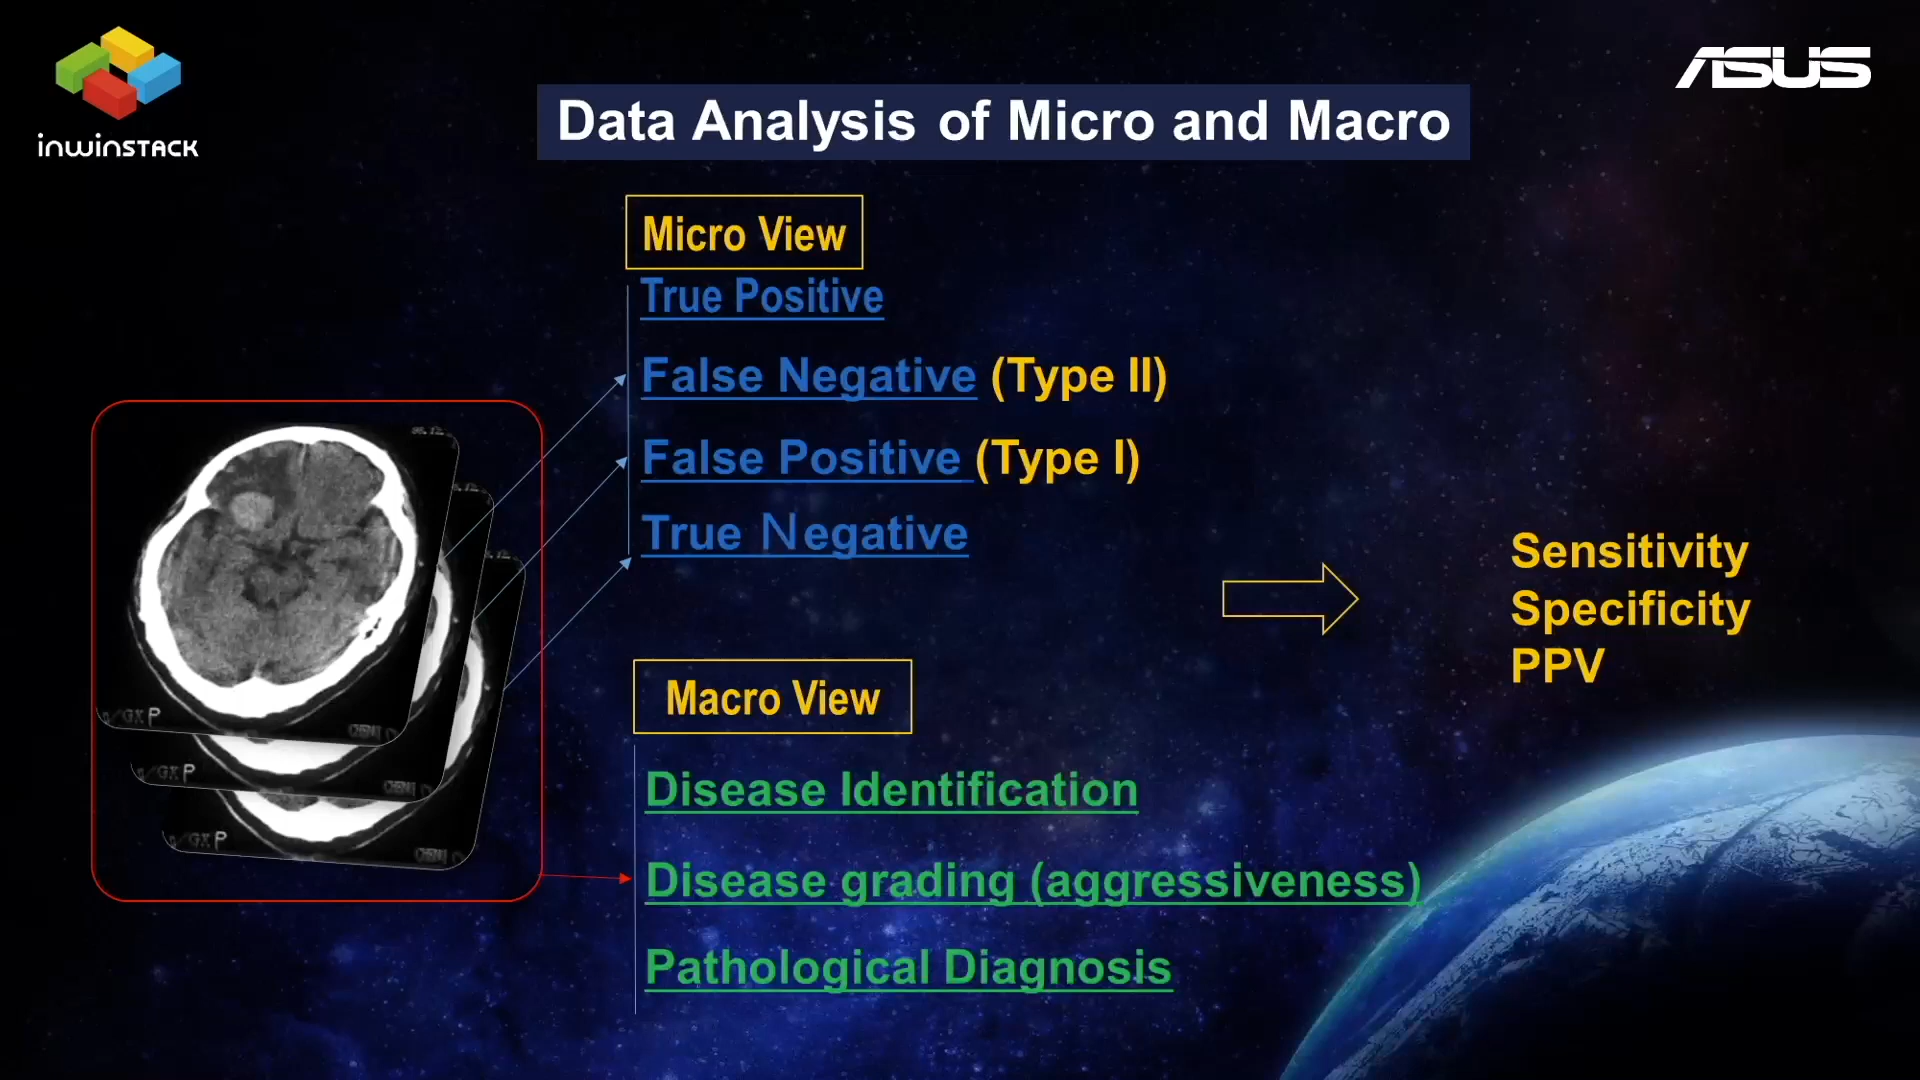 inwinSTACK
ASUS
Data Analysis of Micro and Macro
Micro View
True Positive
False Negative (Type II)
False Positive (Type I)
True Negative
Sensitivity
Specificity
PPV
Macro View
Disease Identification
Disease grading (aggressiveness)
Pathological Diagnosis